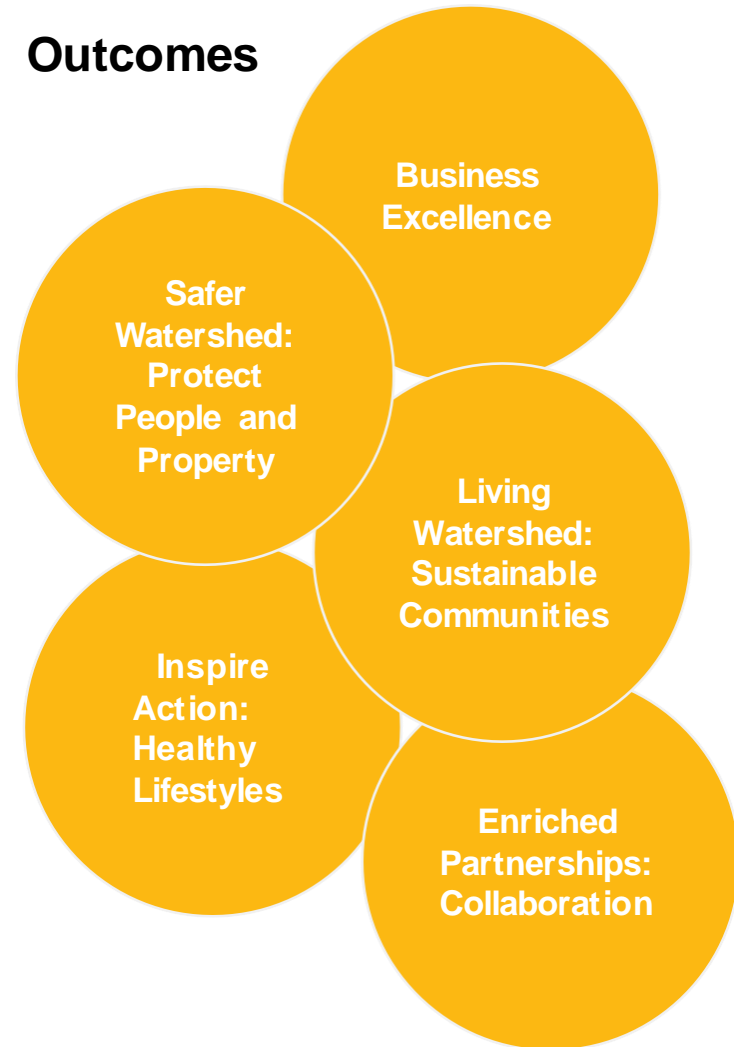 Outcomes
Business
Excellence
Safer
Watershed:
Protect
People and
Property
Living
Watershed:
Sustainable
Communities
Inspire
Action:
Healthy
Lifestyles
Enriched
Partnerships:
Collaboration